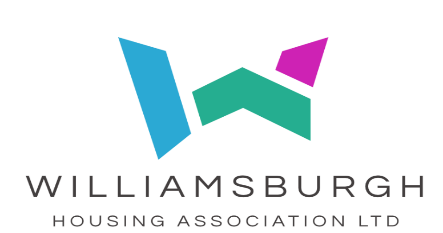 WILLIAMSBURGH
HOUSING ASSOCIATION LTD